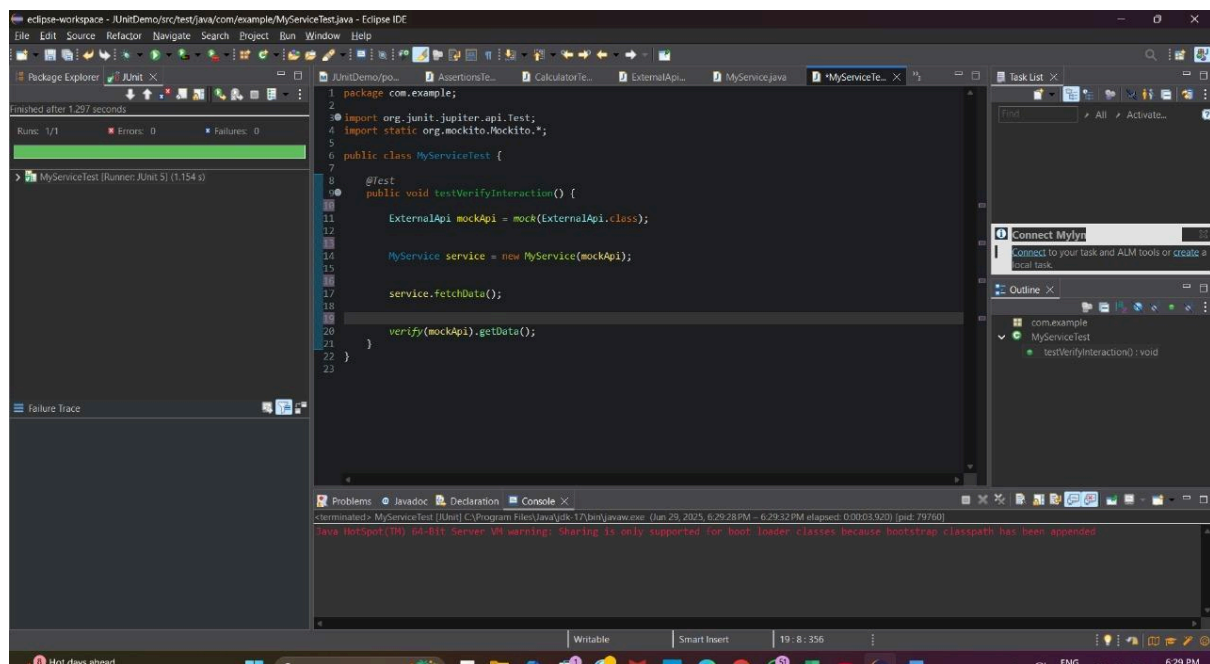 eclipse-workspace - JUnitDemo/src/test/java/com/example/MyServiceTest.java - Eclipse IDE
File Edit Source Refactor Navigate Search Project Run Window Help
Package Explorer JUnit
Finished after 1.297 seconds
Runs: 1/1 Errors: 0 Failures: 0
MyServiceTest [Runner: JUnit 5] (1.154 s)
Failure Trace
JUnitDemo/po... AssertionsTe... CalculatorTe... ExternalApi... MyService.java *MyServiceTe...
1 package com.example;
2
3 import org.junit.jupiter.api.Test;
4 import static org.mockito.Mockito.*;
5
6 public class MyServiceTest {
7
8 @Test
9 public void testVerifyInteraction() {
10
11 ExternalApi mockApi = mock(ExternalApi.class);
12
13
14 MyService service = new MyService(mockApi);
15
16
17 service.fetchData();
18
19
20 verify(mockApi).getData();
21 }
22 }
23
Task List
Find All Activate...
Connect Mylyn
Connect to your task and ALM tools or create a
local task.
Outline
com.example
MyServiceTest
testVerifyInteraction() : void
Problems Javadoc Declaration Console
<terminated> MyServiceTest [JUnit] C:\Program Files\Java\jdk-17\bin\javaw.exe (Jun 29, 2025, 6:29:28 PM – 6:29:32 PM elapsed: 0:00:03.920) [pid: 79760]
Java HotSpot(TM) 64-Bit Server VM warning: Sharing is only supported for boot loader classes because bootstrap classpath has been appended
Writable Smart Insert 19 : 8 : 356
Hot days ahead
ENG 6:29 PM